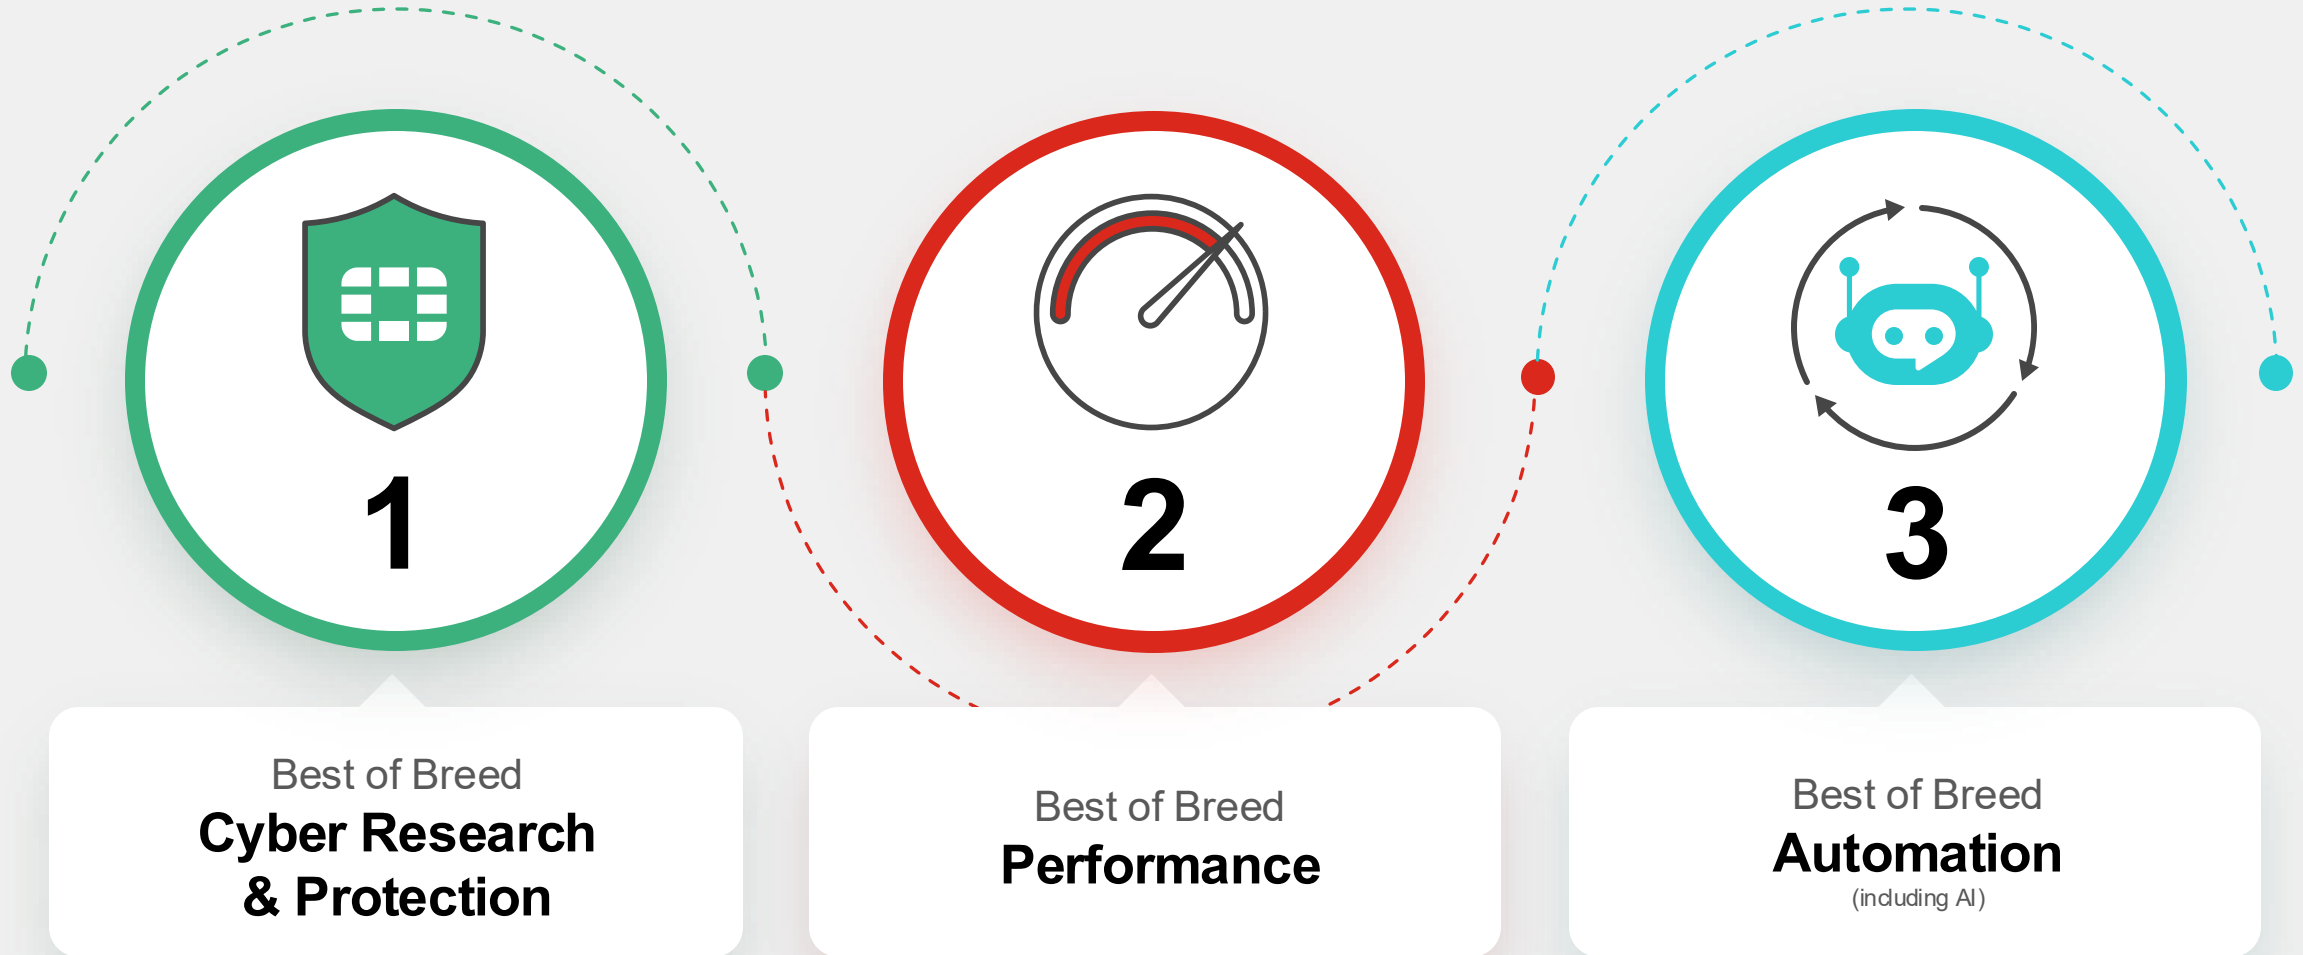 1
Best of Breed
Cyber Research
& Protection
2
Best of Breed
Performance
3
Best of Breed
Automation
(including AI)